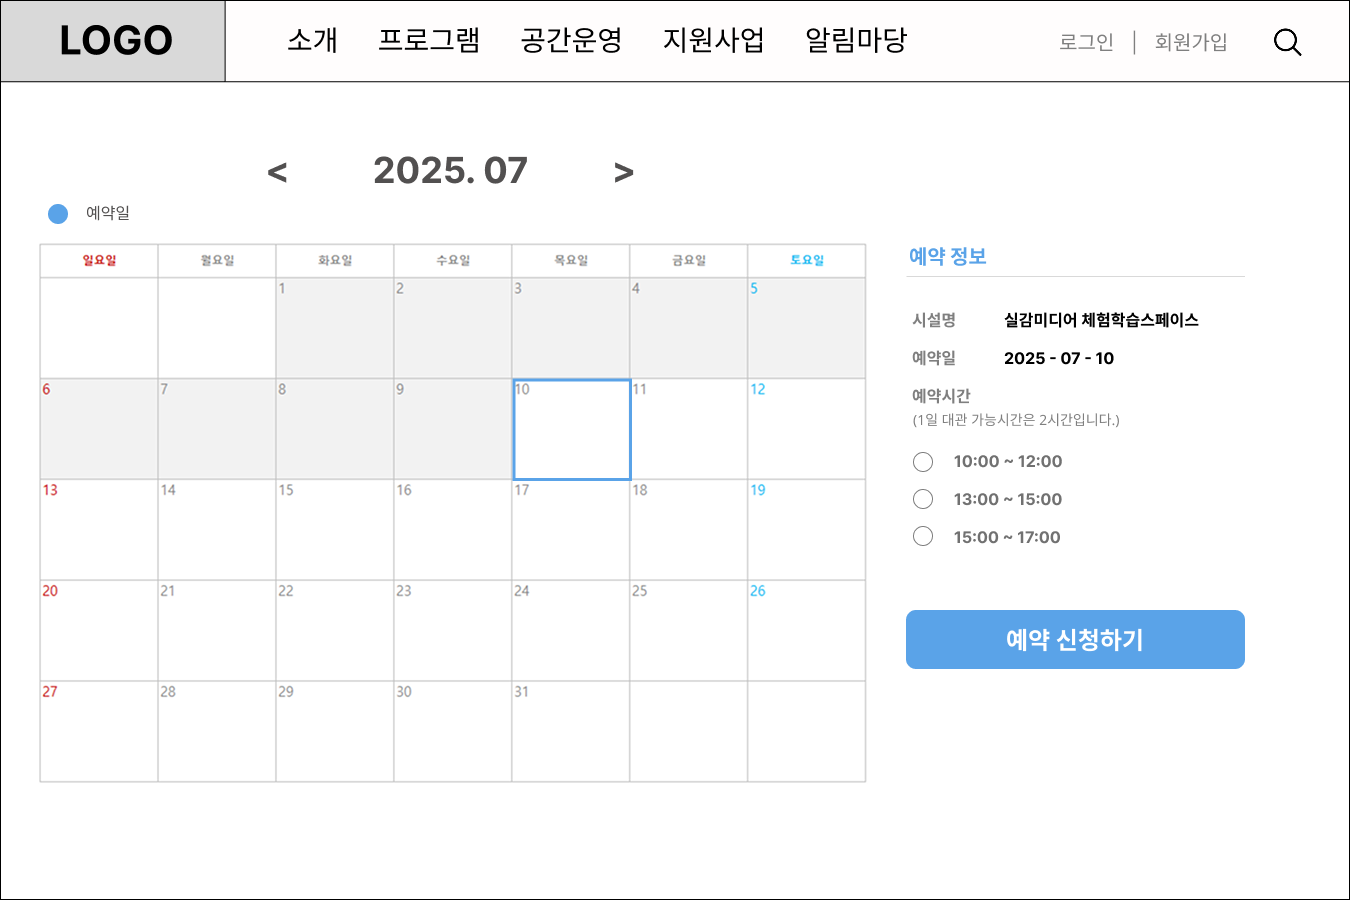 LOGO 소개 프로그램 공간운영 지원사업 알림마당 로그인 | 회원가입
< 2025. 07 >
예약일
일요일 월요일 화요일 수요일 목요일 금요일 토요일
1 2 3 4 5
6 7 8 9 10 11 12
13 14 15 16 17 18 19
20 21 22 23 24 25 26
27 28 29 30 31
예약 정보
시설명 실감미디어 체험학습스페이스
예약일 2025 - 07 - 10
예약시간
(1일 대관 가능시간은 2시간입니다.)
10:00 ~ 12:00
13:00 ~ 15:00
15:00 ~ 17:00
예약 신청하기